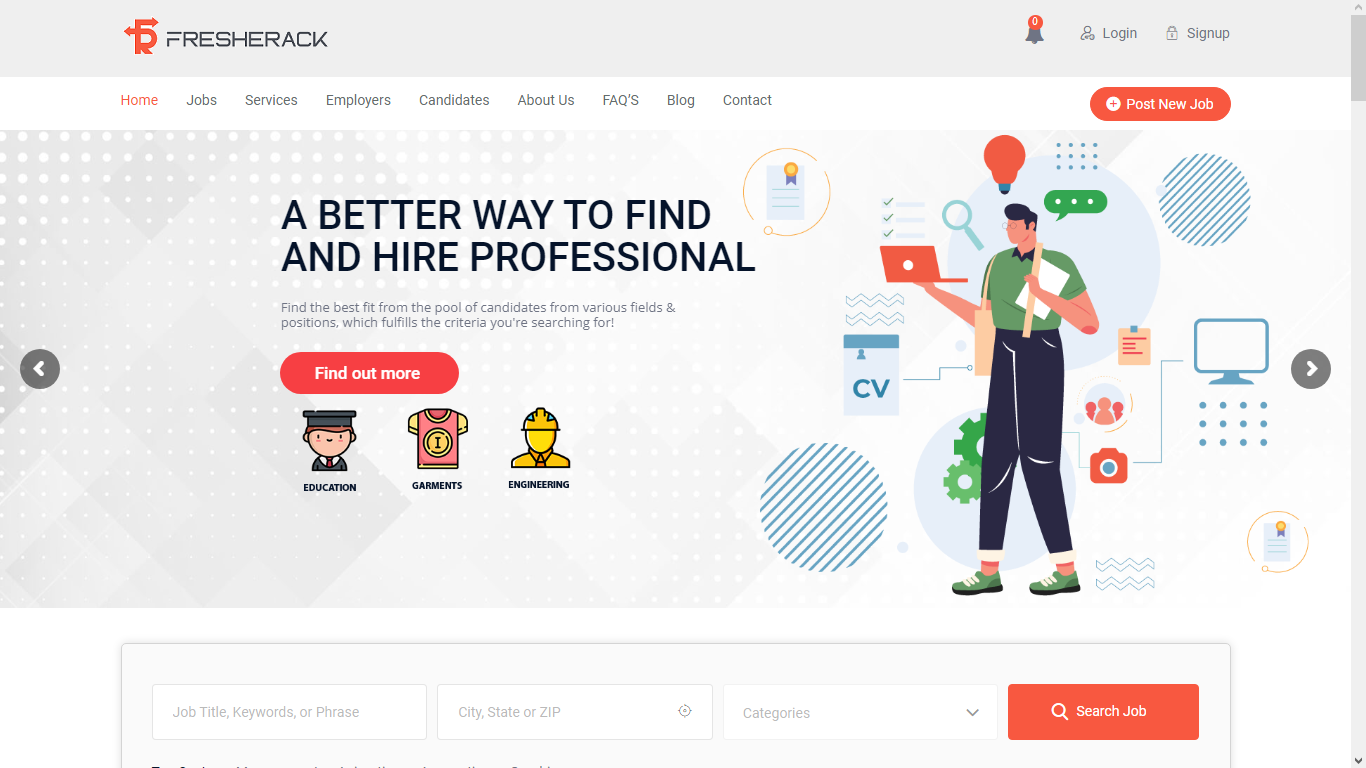 FRESHERACK
0
Login
Signup
Home
Jobs
Services
Employers
Candidates
About Us
FAQ'S
Blog
Contact
Post New Job
A BETTER WAY TO FIND
AND HIRE PROFESSIONAL
Find the best fit from the pool of candidates from various fields &
positions, which fulfills the criteria you're searching for!
Find out more
CV
EDUCATION
GARMENTS
ENGINEERING
Job Title, Keywords, or Phrase
City, State or ZIP
Categories
Search Job